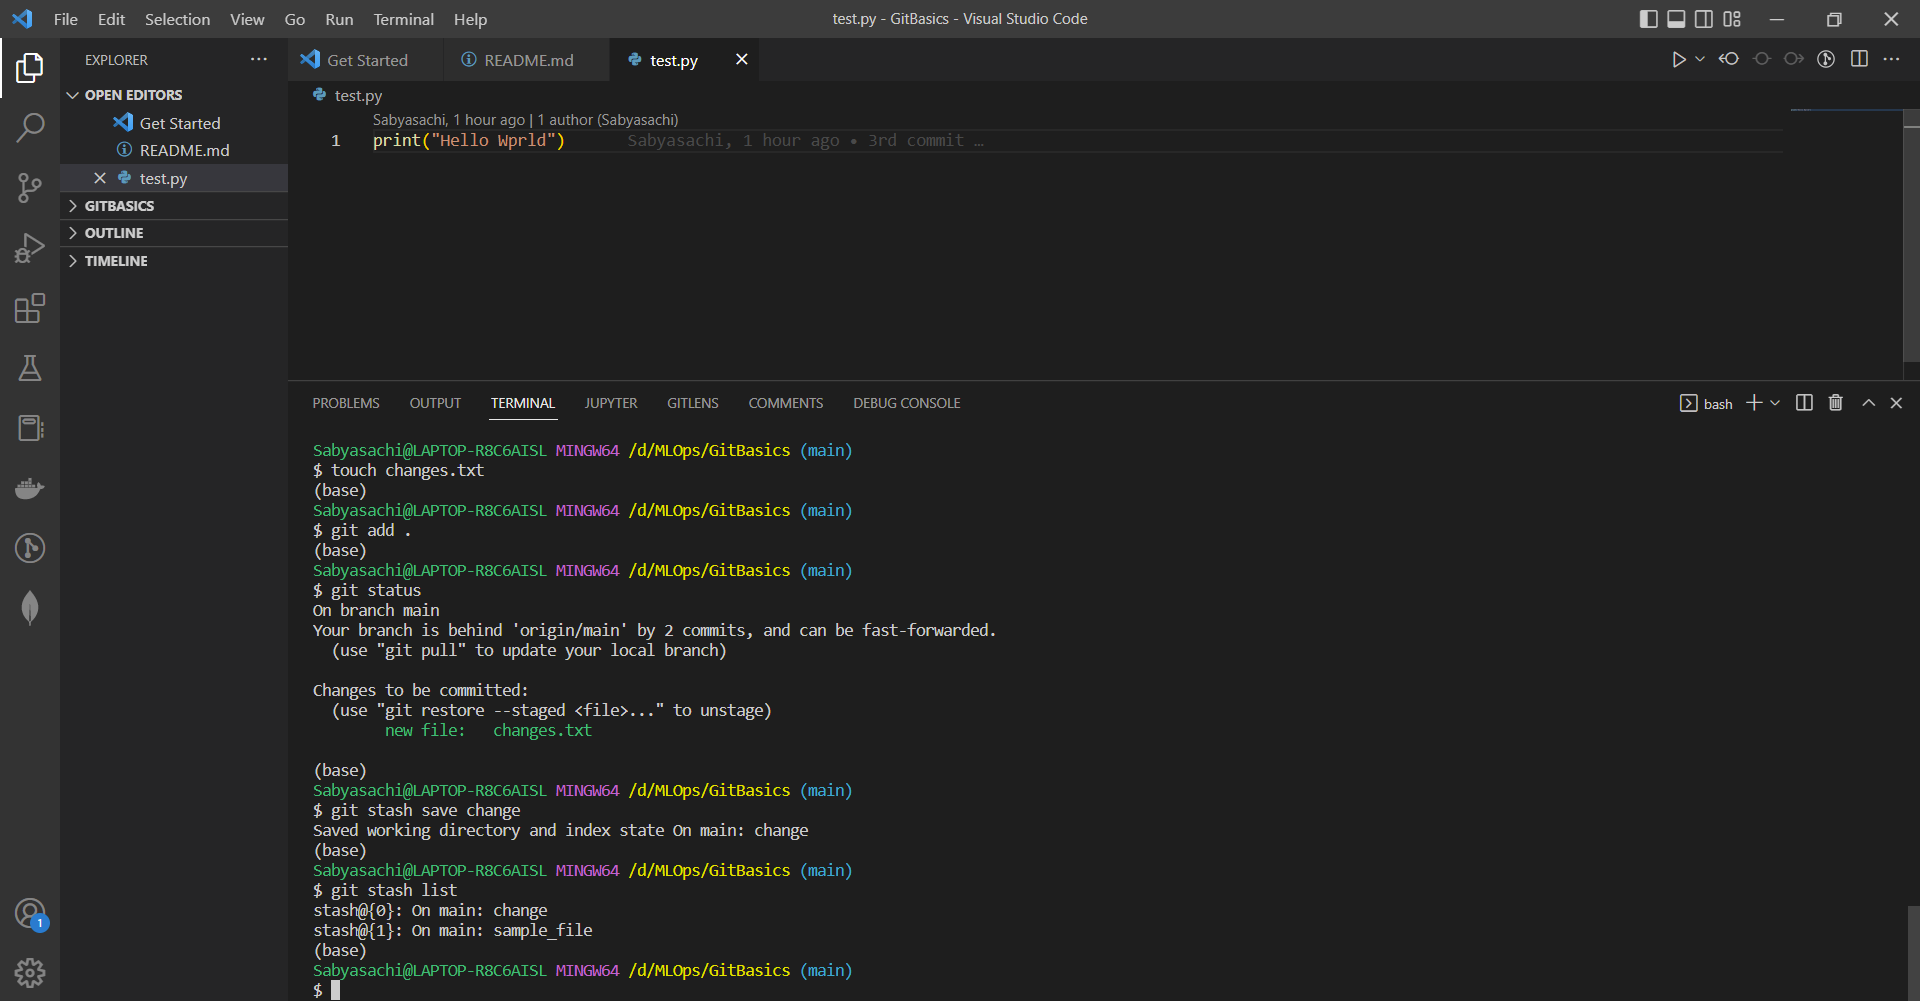 File Edit Selection View Go Run Terminal Help
test.py - GitBasics - Visual Studio Code
EXPLORER
OPEN EDITORS
Get Started
README.md
test.py
GITBASICS
OUTLINE
TIMELINE
1
Get Started README.md test.py
test.py
Sabyasachi, 1 hour ago | 1 author (Sabyasachi)
1 print("Hello Wprld") Sabyasachi, 1 hour ago • 3rd commit …
PROBLEMS OUTPUT TERMINAL JUPYTER GITLENS COMMENTS DEBUG CONSOLE
bash
Sabyasachi@LAPTOP-R8C6AISL MINGW64 /d/MLOps/GitBasics (main)
$ touch changes.txt
(base)
Sabyasachi@LAPTOP-R8C6AISL MINGW64 /d/MLOps/GitBasics (main)
$ git add .
(base)
Sabyasachi@LAPTOP-R8C6AISL MINGW64 /d/MLOps/GitBasics (main)
$ git status
On branch main
Your branch is behind 'origin/main' by 2 commits, and can be fast-forwarded.
(use "git pull" to update your local branch)
Changes to be committed:
(use "git restore --staged <file>..." to unstage)
new file: changes.txt
(base)
Sabyasachi@LAPTOP-R8C6AISL MINGW64 /d/MLOps/GitBasics (main)
$ git stash save change
Saved working directory and index state On main: change
(base)
Sabyasachi@LAPTOP-R8C6AISL MINGW64 /d/MLOps/GitBasics (main)
$ git stash list
stash@{0}: On main: change
stash@{1}: On main: sample_file
(base)
Sabyasachi@LAPTOP-R8C6AISL MINGW64 /d/MLOps/GitBasics (main)
$